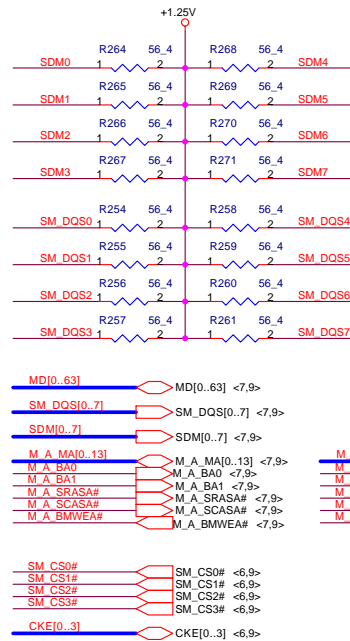 +1.25V
R264 56_4 R268 56_4
SDM0 1 2 1 2 SDM4
R265 56_4 R269 56_4
SDM1 1 2 1 2 SDM5
R266 56_4 R270 56_4
SDM2 1 2 1 2 SDM6
R267 56_4 R271 56_4
SDM3 1 2 1 2 SDM7
R254 56_4 R258 56_4
SM_DQS0 1 2 1 2 SM_DQS4
R255 56_4 R259 56_4
SM_DQS1 1 2 1 2 SM_DQS5
R256 56_4 R260 56_4
SM_DQS2 1 2 1 2 SM_DQS6
R257 56_4 R261 56_4
SM_DQS3 1 2 1 2 SM_DQS7
MD[0..63] MD[0..63] <7,9>
SM_DQS[0..7] SM_DQS[0..7] <7,9>
SDM[0..7] SDM[0..7] <7,9>
M_A_MA[0..13] M_A_MA[0..13] <7,9> M_
M_A_BA0 M_A_BA0 <7,9> M_
M_A_BA1 M_A_BA1 <7,9> M_
M_A_SRASA# M_A_SRASA# <7,9> M_
M_A_SCASA# M_A_SCASA# <7,9> M_
M_A_BMWEA# M_A_BMWEA# <7,9> M_
SM_CS0# SM_CS0# <6,9>
SM_CS1# SM_CS1# <6,9>
SM_CS2# SM_CS2# <6,9>
SM_CS3# SM_CS3# <6,9>
CKE[0..3] CKE[0..3] <6,9>